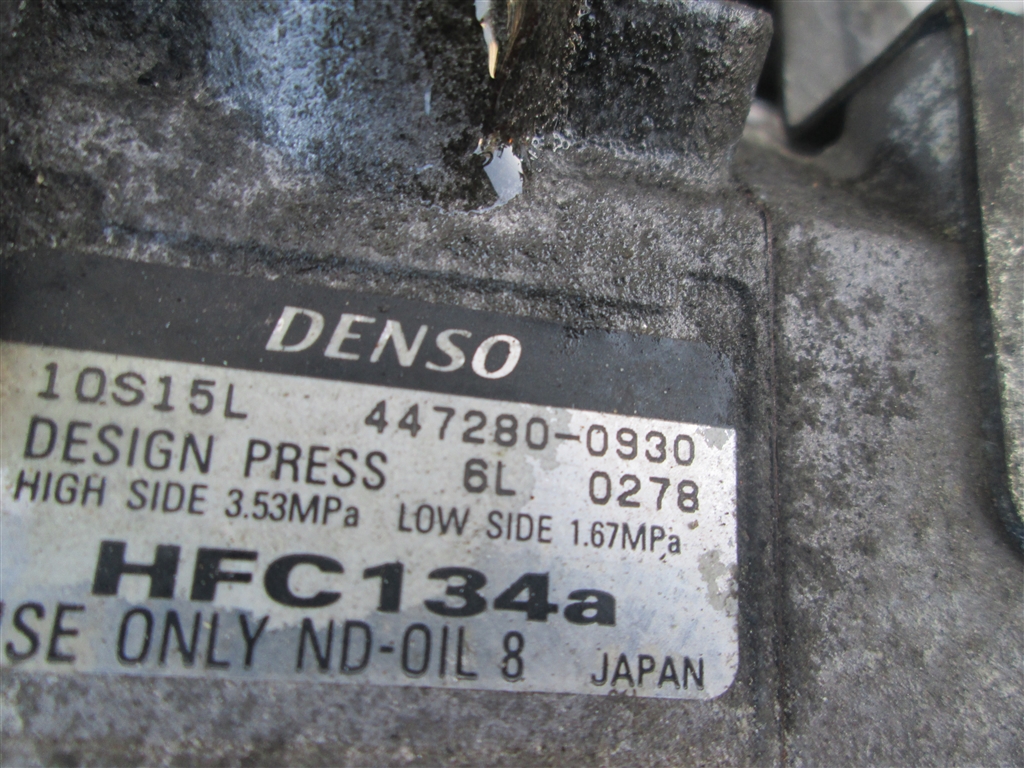 DENSO
10S15L 447280-0930
DESIGN PRESS 6L 0278
HIGH SIDE 3.53MPa LOW SIDE 1.67MPa
HFC134a
USE ONLY ND-OIL 8 JAPAN